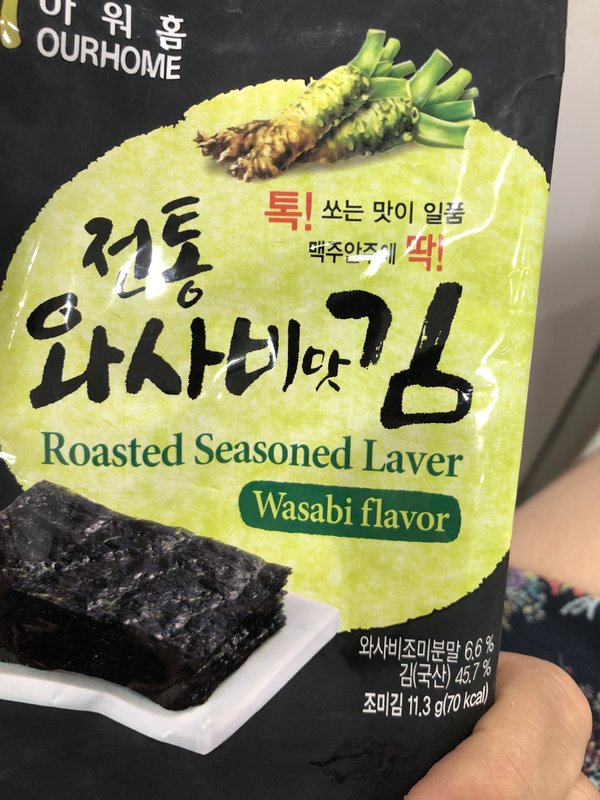 아워홈
OURHOME
톡! 쏘는 맛이 일품
맥주안주에 딱!
전통
와사비맛 김
Roasted Seasoned Laver
Wasabi flavor
와사비조미분말 6.6 %
김(국산) 45.7 %
조미김 11.3 g(70 kcal)